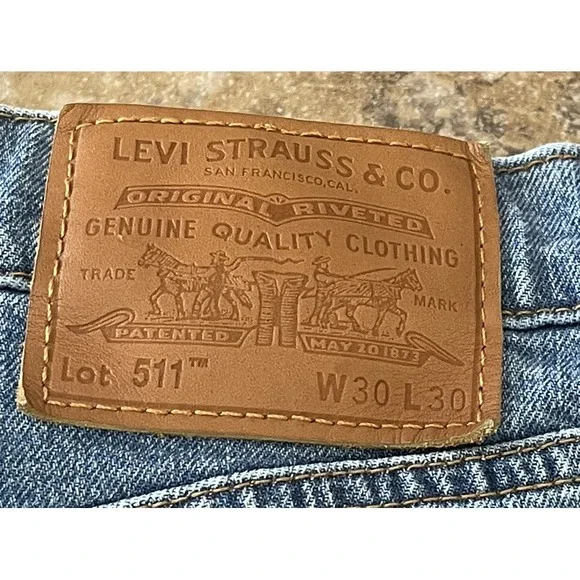 LEVI STRAUSS & CO.
SAN FRANCISCO, CAL.
ORIGINAL RIVETED
GENUINE QUALITY CLOTHING
TRADE MARK
PATENTED MAY 20 1873
Lot 511™ W30 L30